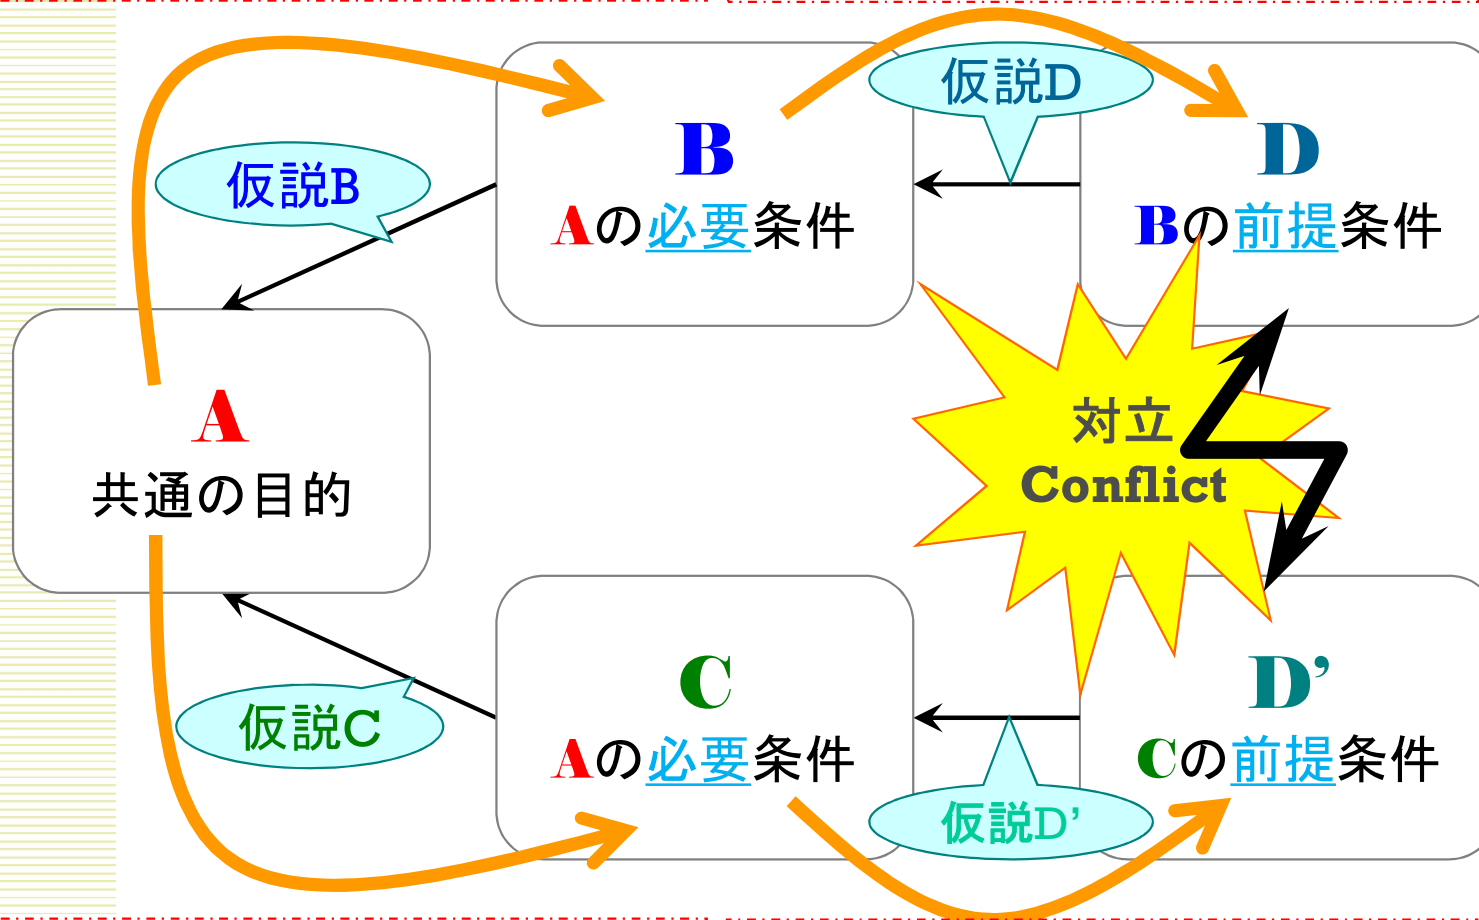 仮説D
B
Aの必要条件
D
Bの前提条件
仮説B
A
共通の目的
対立
Conflict
C
Aの必要条件
D’
Cの前提条件
仮説C
仮説D’